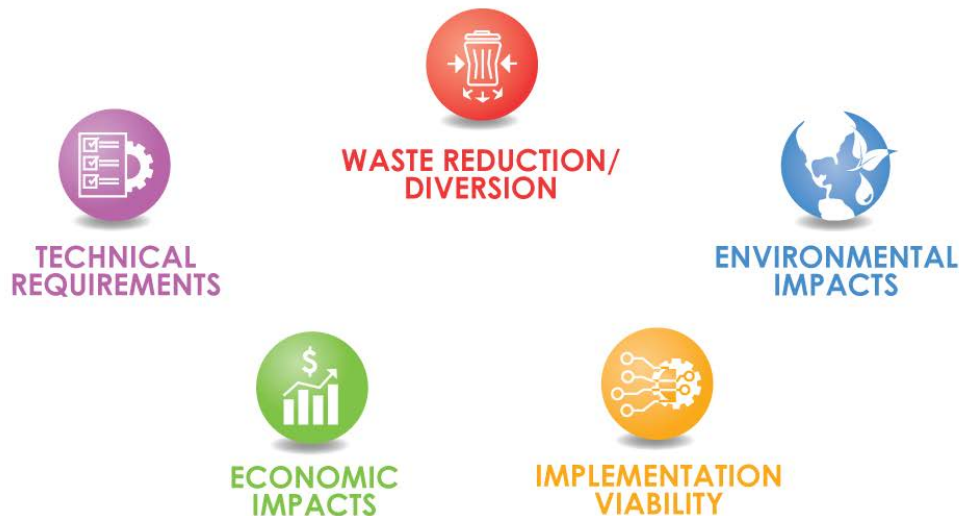 WASTE REDUCTION/
DIVERSION
TECHNICAL
REQUIREMENTS
ENVIRONMENTAL
IMPACTS
$
ECONOMIC
IMPACTS
IMPLEMENTATION
VIABILITY